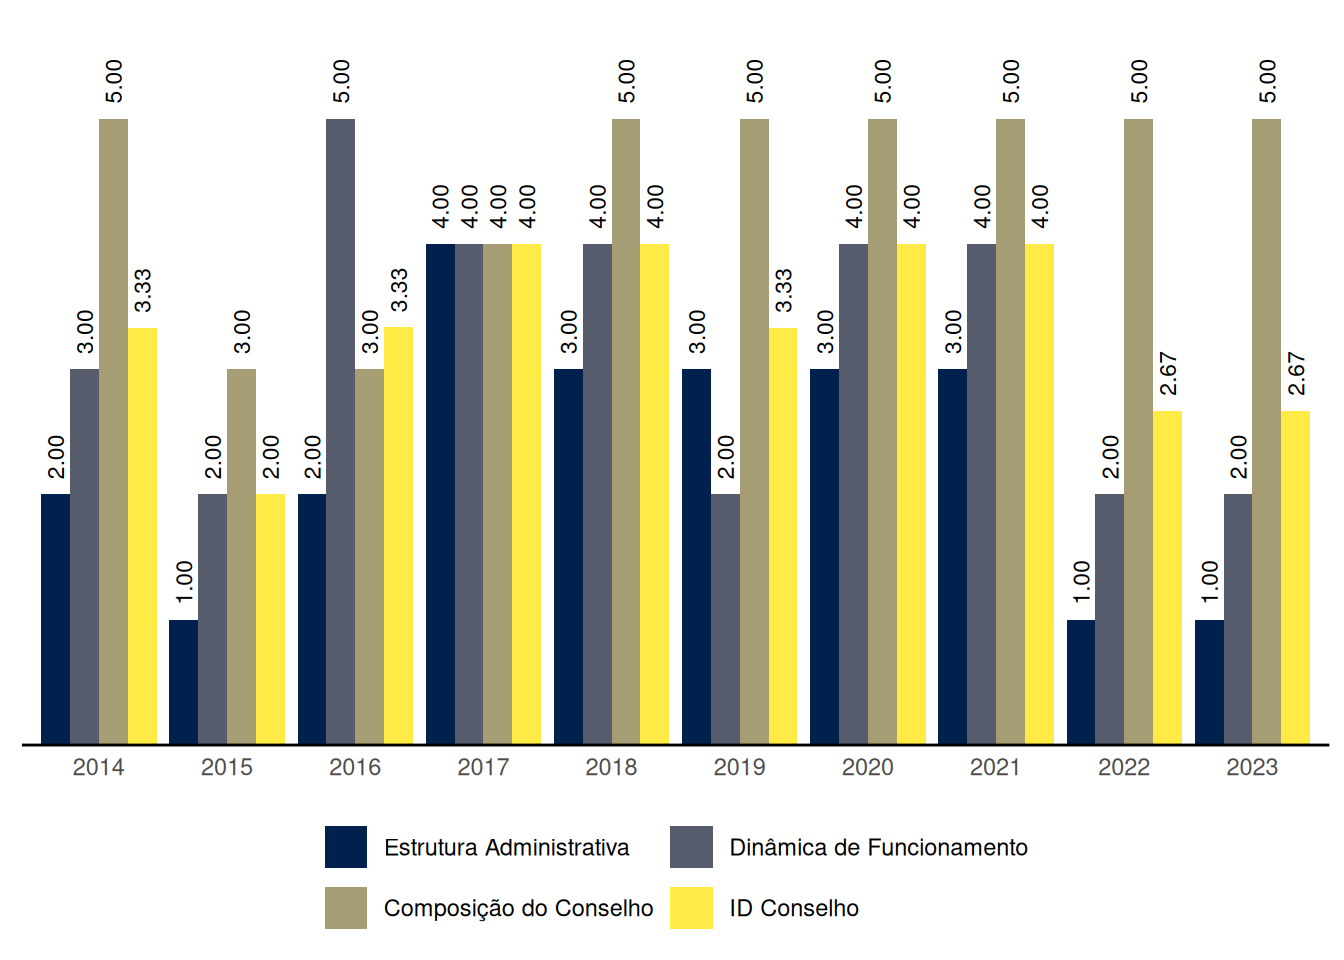 2.00 3.00 5.00 3.33
1.00 2.00 3.00 2.00
2.00 5.00 3.00 3.33
4.00 4.00 4.00 4.00
3.00 4.00 5.00 4.00
3.00 2.00 5.00 3.33
3.00 4.00 5.00 4.00
3.00 4.00 5.00 4.00
1.00 2.00 5.00 2.67
1.00 2.00 5.00 2.67
2014 2015 2016 2017 2018 2019 2020 2021 2022 2023
Estrutura Administrativa Dinâmica de Funcionamento
Composição do Conselho ID Conselho